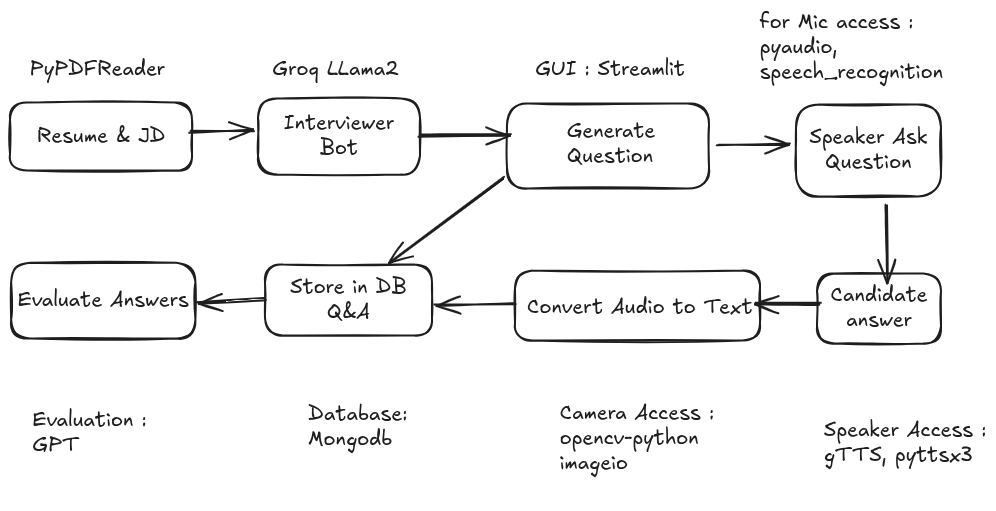 for Mic access :
pyaudio,
speech_recognition
PyPDFReader
Groq LLama2
GUI : Streamlit
Resume & JD
Interviewer
Bot
Generate
Question
Speaker Ask
Question
Evaluate Answers
Store in DB
Q&A
Convert Audio to Text
Candidate
answer
Evaluation :
GPT
Database:
Mongodb
Camera Access :
opencv-python
imageio
Speaker Access :
gTTS, pyttsx3